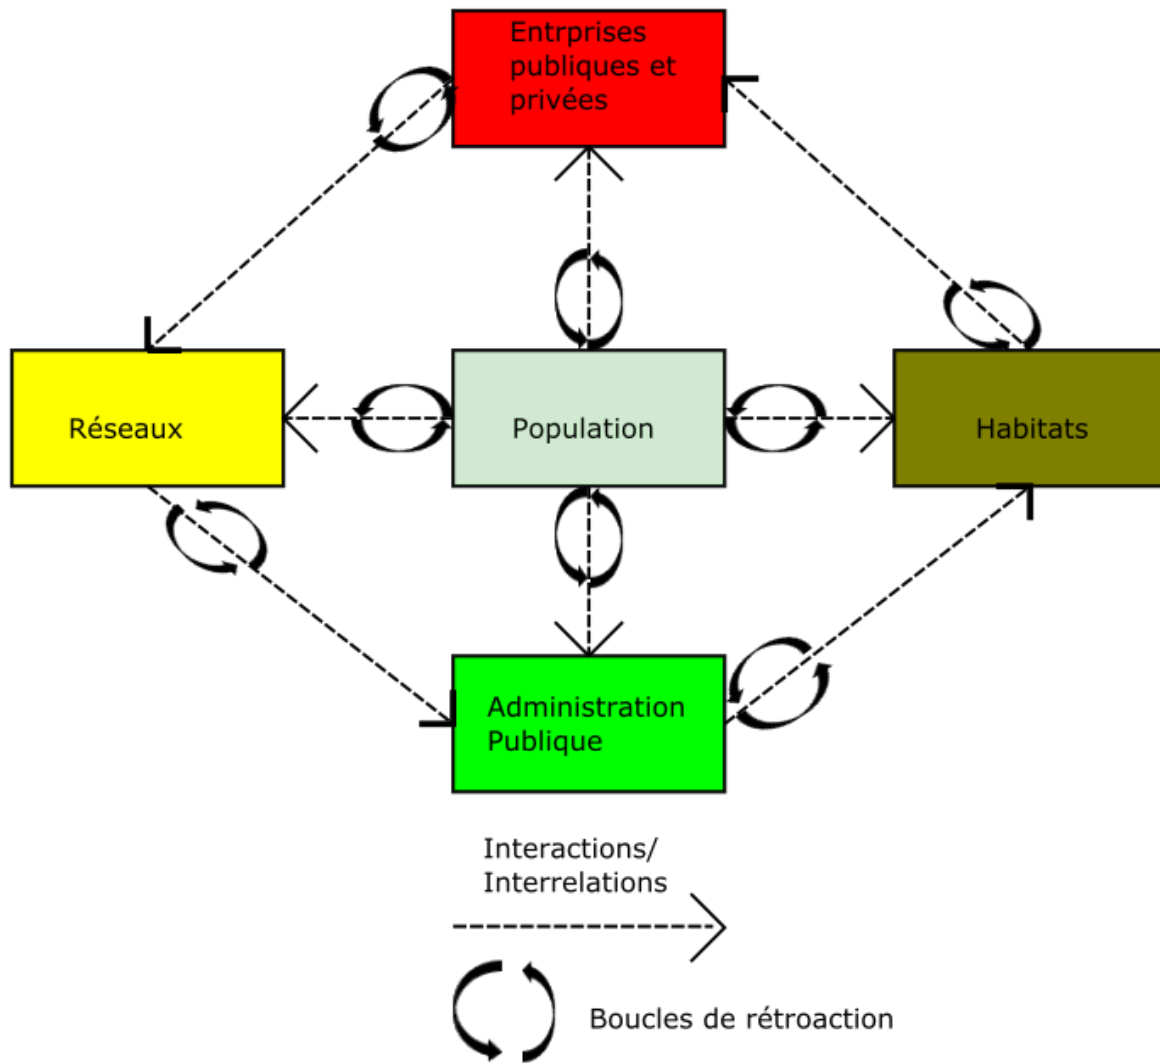 Entrprises
publiques et
privées
Réseaux
Population
Habitats
Administration
Publique
Interactions/
Interrelations
Boucles de rétroaction